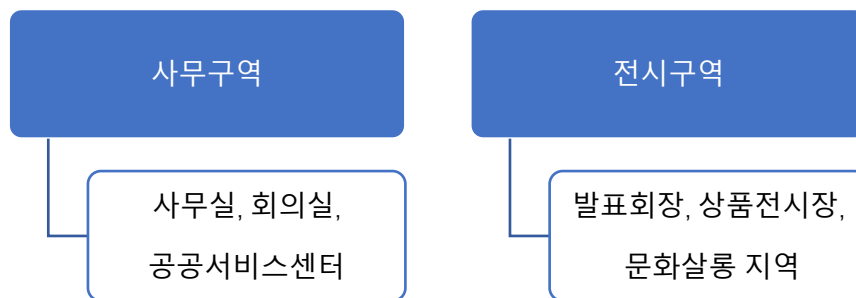 사무구역
사무실, 회의실,
공공서비스센터
전시구역
발표회장, 상품전시장,
문화살롱 지역